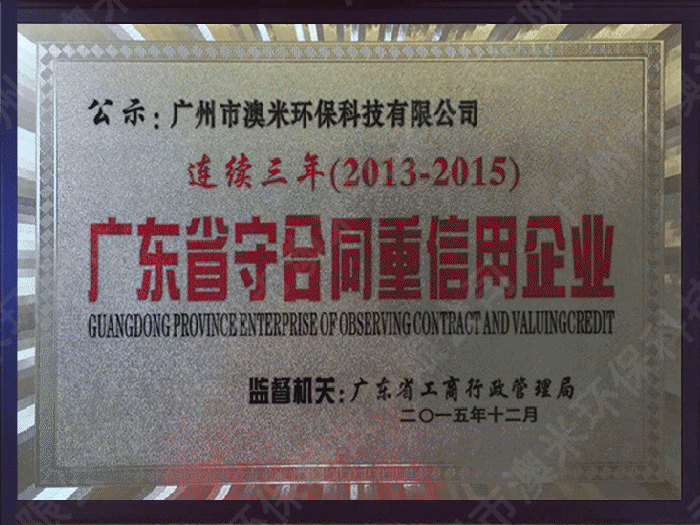 公示：广州市澳米环保科技有限公司
连续三年(2013-2015)
广东省守合同重信用企业
GUANGDONG PROVINCE ENTERPRISE OF OBSERVING CONTRACT AND VALUING CREDIT
监督机关：广东省工商行政管理局
二〇一五年十二月